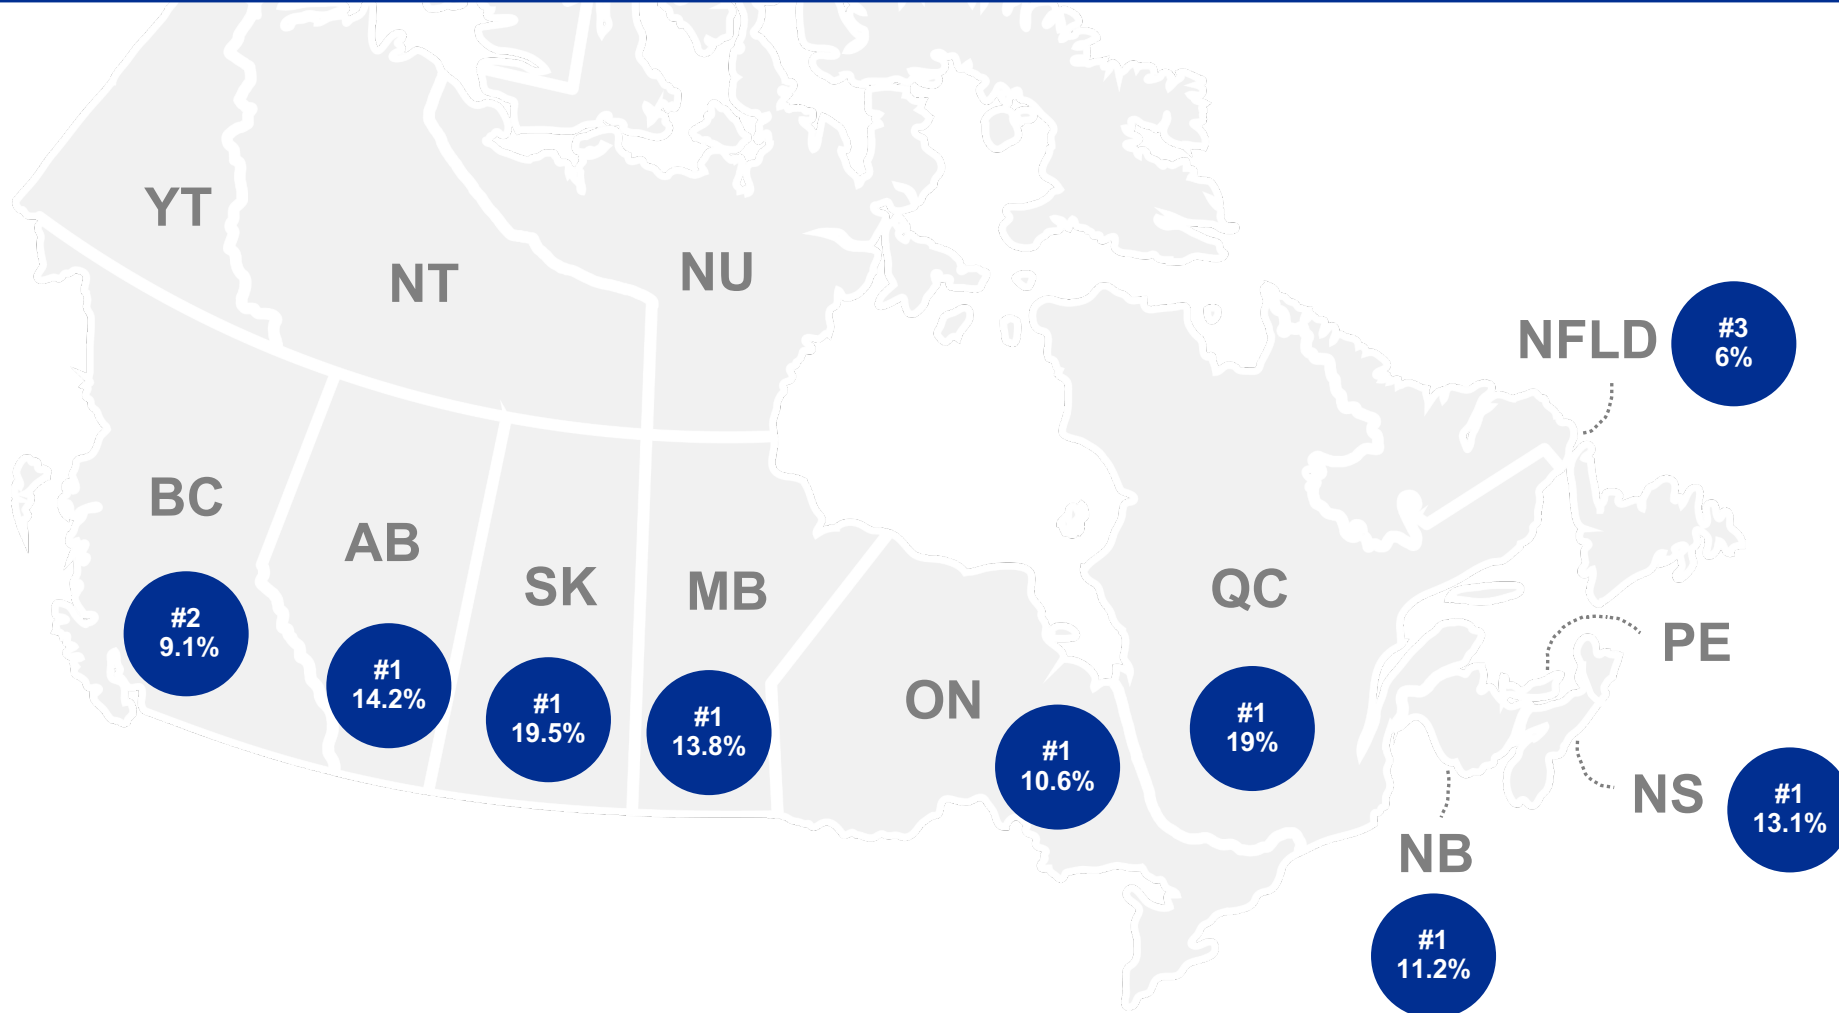 YT
NT
NU
NFLD
#3
6%
BC
#2
9.1%
AB
#1
14.2%
SK
#1
19.5%
MB
#1
13.8%
ON
#1
10.6%
QC
#1
19%
PE
NS
#1
13.1%
NB
#1
11.2%